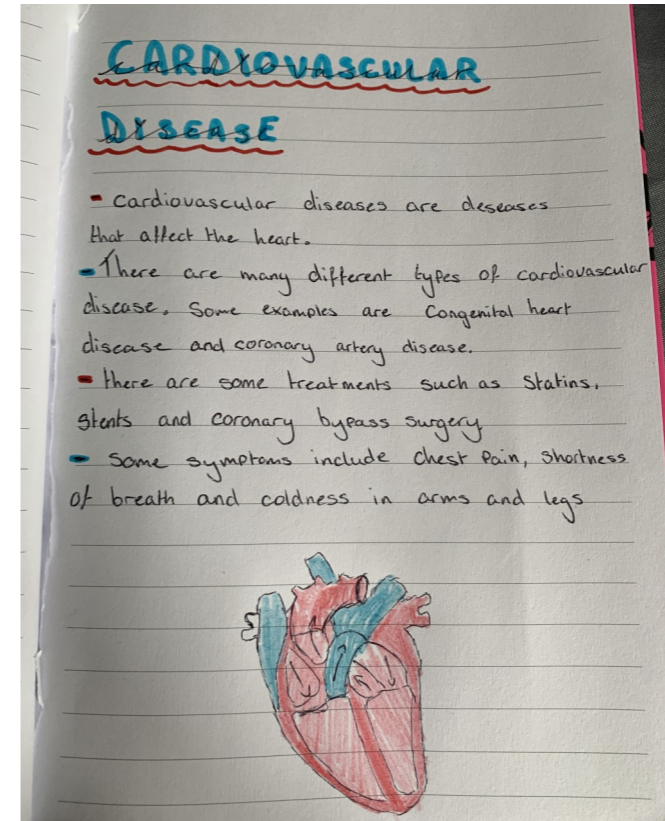 CARDIOVASCULAR
DISEASE
- Cardiovascular diseases are deseases
that affect the heart.
- There are many different types of cardiovascular
disease. Some examples are Congenital heart
disease and coronary artery disease.
- there are some treatments such as Statins,
stents and coronary bypass surgery
- Some symptoms include chest Pain, shortness
of breath and coldness in arms and legs